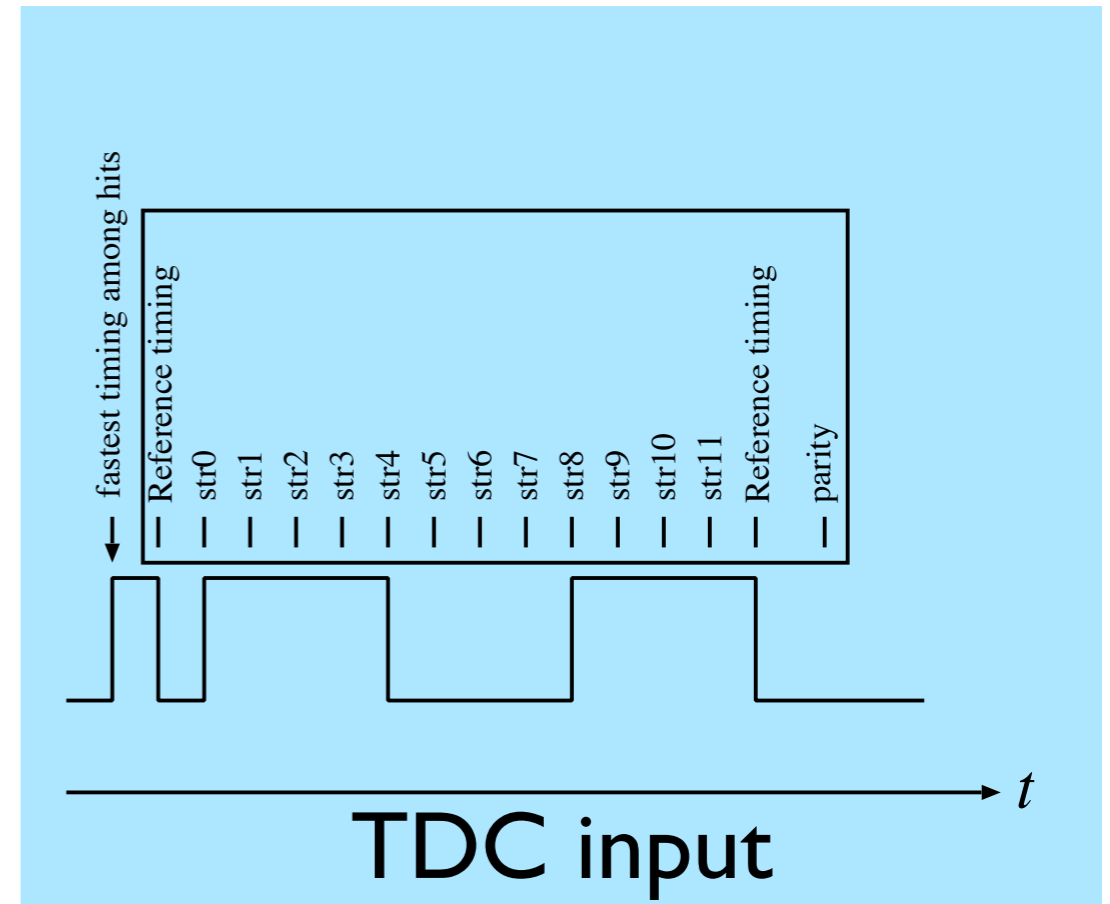 fastest timing among hits
Reference timing
str0
str1
str2
str3
str4
str5
str6
str7
str8
str9
str10
str11
Reference timing
parity
t
TDC input